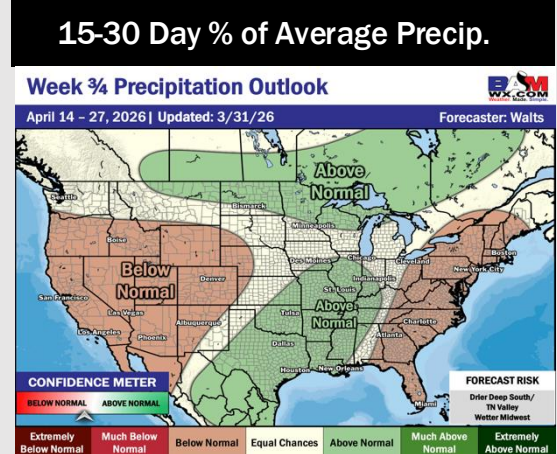 15-30 Day % of Average Precip.
Week ¾ Precipitation Outlook
BAM
WX.COM
Weather Made. Simple.
April 14 – 27, 2026| Updated: 3/31/26
Forecaster: Walts
Above
Normal
Seattle
Bismarck
Minneapolis
Boise
Boston
Below
Normal
Des Moines
Chicago
Cleveland
New York City
Denver
Indianapolis
San Francisco
St. Louis
Above
Normal
Las Vegas
Tulsa
Charlotte
Los Angeles
Albuquerque
Phoenix
Atlanta
Dallas
Houston
New Orleans
Miami
CONFIDENCE METER
BELOW NORMAL
ABOVE NORMAL
FORECAST RISK
Drier Deep South/
TN Valley
Wetter Midwest
Extremely
Below Normal
Much Below
Normal
Below Normal
Equal Chances
Above Normal
Much Above
Normal
Extremely
Above Normal